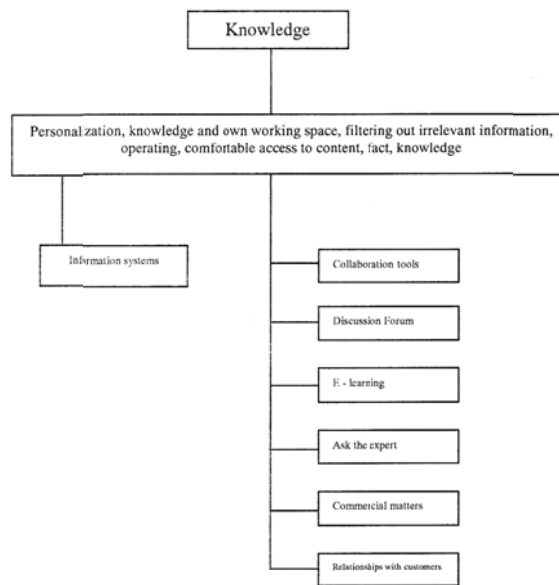 Knowledge
Personalization, knowledge and own working space, filtering out irrelevant information,
operating, comfortable access to content, fact, knowledge
Information systems
Collaboration tools
Discussion Forum
E - learning
Ask the expert
Commercial matters
Relationships with customers